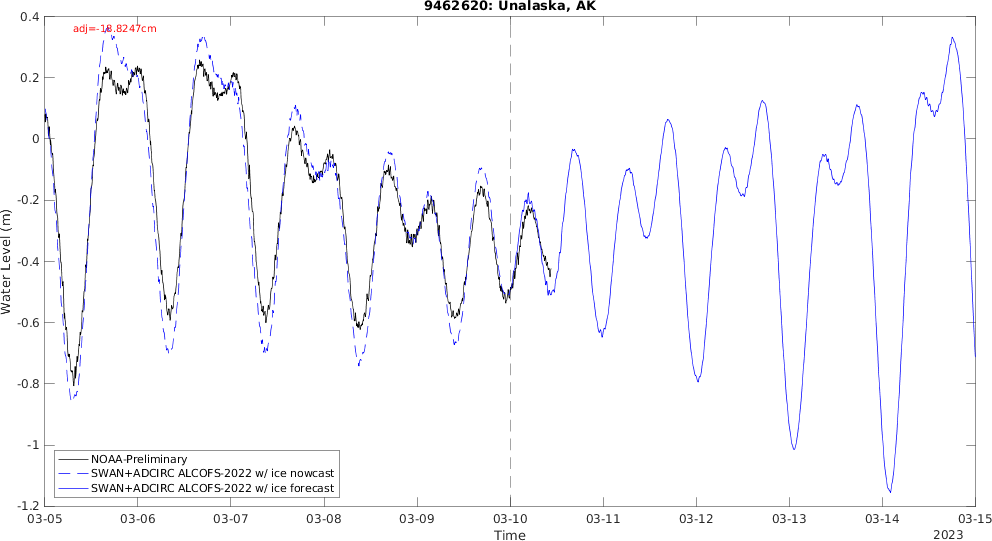 9462620: Unalaska, AK
adj=-18.8247cm
0.4
0.2
0
-0.2
-0.4
-0.6
-0.8
-1
-1.2
Water Level (m)
NOAA-Preliminary
SWAN+ADCIRC ALCOFS-2022 w/ ice nowcast
SWAN+ADCIRC ALCOFS-2022 w/ ice forecast
03-05 03-06 03-07 03-08 03-09 03-10 03-11 03-12 03-13 03-14 03-15
Time
2023